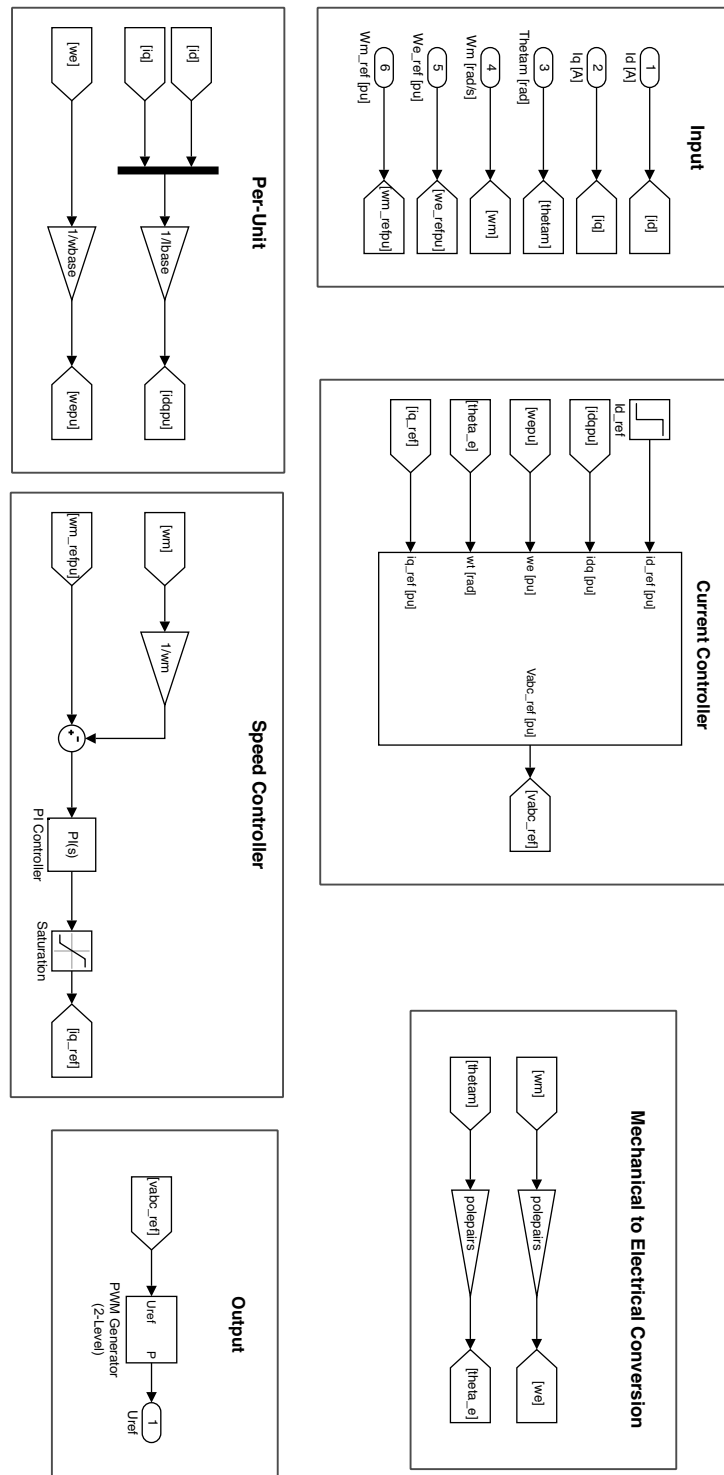 Input
1
Id [A]
[id]
2
Iq [A]
[iq]
3
Thetam [rad]
[thetam]
4
Wm [rad/s]
[wm]
5
We_ref [pu]
[we_refpu]
6
Wm_ref [pu]
[wm_refpu]
Current Controller
Id_ref
id_ref [pu]
[idqpu]
idq [pu]
[wepu]
we [pu]
[theta_e]
wt [rad]
[iq_ref]
iq_ref [pu]
Vabc_ref [pu]
[vabc_ref]
Mechanical to Electrical Conversion
[wm]
polepairs
[we]
[thetam]
polepairs
[theta_e]
Per-Unit
[id]
[iq]
1/Ibase
[idqpu]
[we]
1/wbase
[wepu]
Speed Controller
[wm]
1/wm
[wm_refpu]
+
-
PI(s)
PI Controller
Saturation
[iq_ref]
Output
[vabc_ref]
Uref
P
PWM Generator
(2-Level)
1
Uref